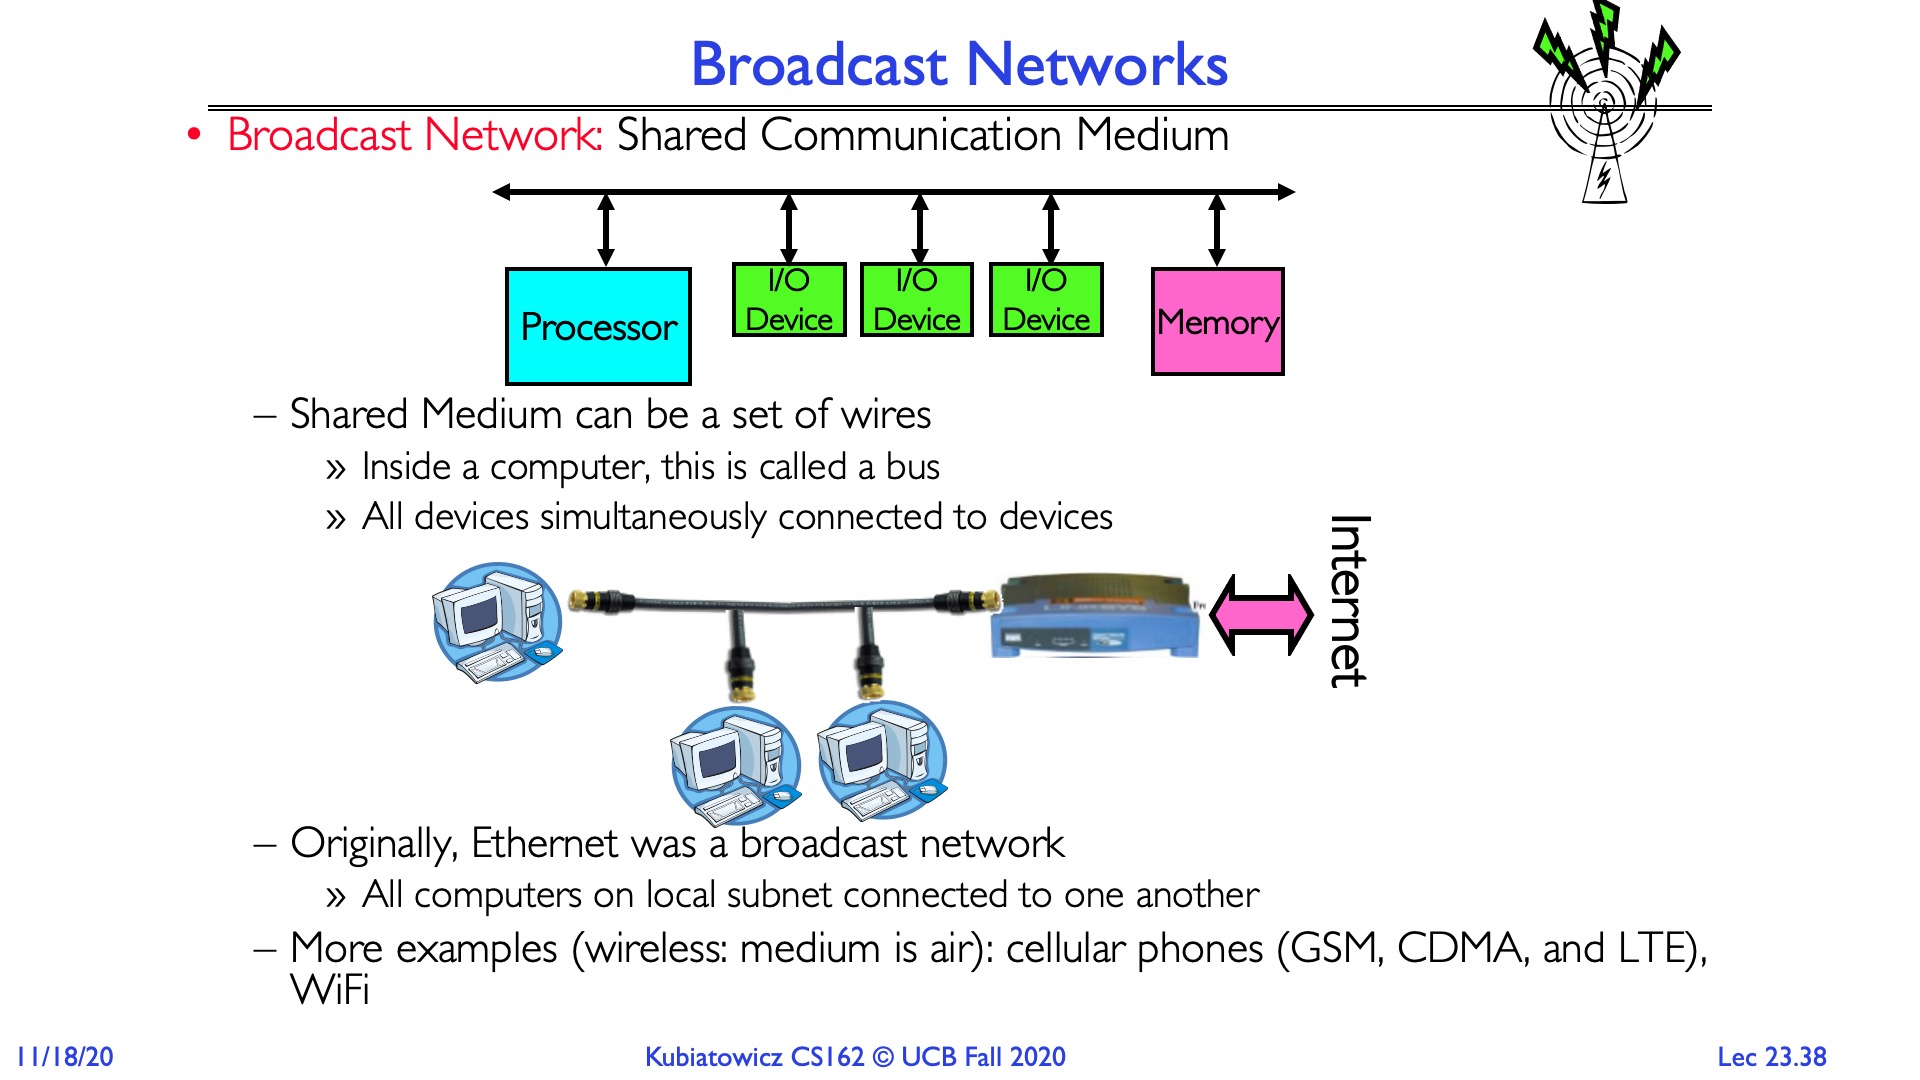 Broadcast Networks
• Broadcast Network: Shared Communication Medium
Processor
I/O
Device
I/O
Device
I/O
Device
Memory
– Shared Medium can be a set of wires
» Inside a computer, this is called a bus
» All devices simultaneously connected to devices
Internet
– Originally, Ethernet was a broadcast network
» All computers on local subnet connected to one another
– More examples (wireless: medium is air): cellular phones (GSM, CDMA, and LTE),
WiFi
11/18/20
Kubiatowicz CS162 © UCB Fall 2020
Lec 23.38